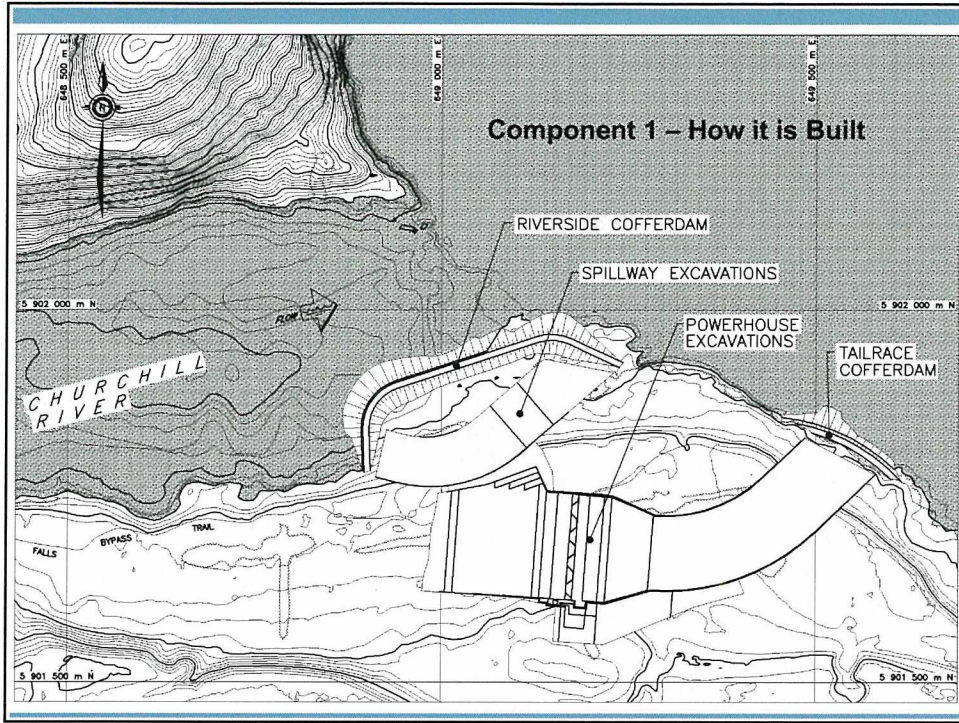 648 500 m E
649 000 m E
649 500 m E
N
Component 1 – How it is Built
RIVERSIDE COFFERDAM
SPILLWAY EXCAVATIONS
5 902 000 m N
5 902 000 m N
FLOW
POWERHOUSE
EXCAVATIONS
TAILRACE
COFFERDAM
CHURCHILL
RIVER
FALLS BYPASS TRAIL
5 901 500 m N
5 901 500 m N